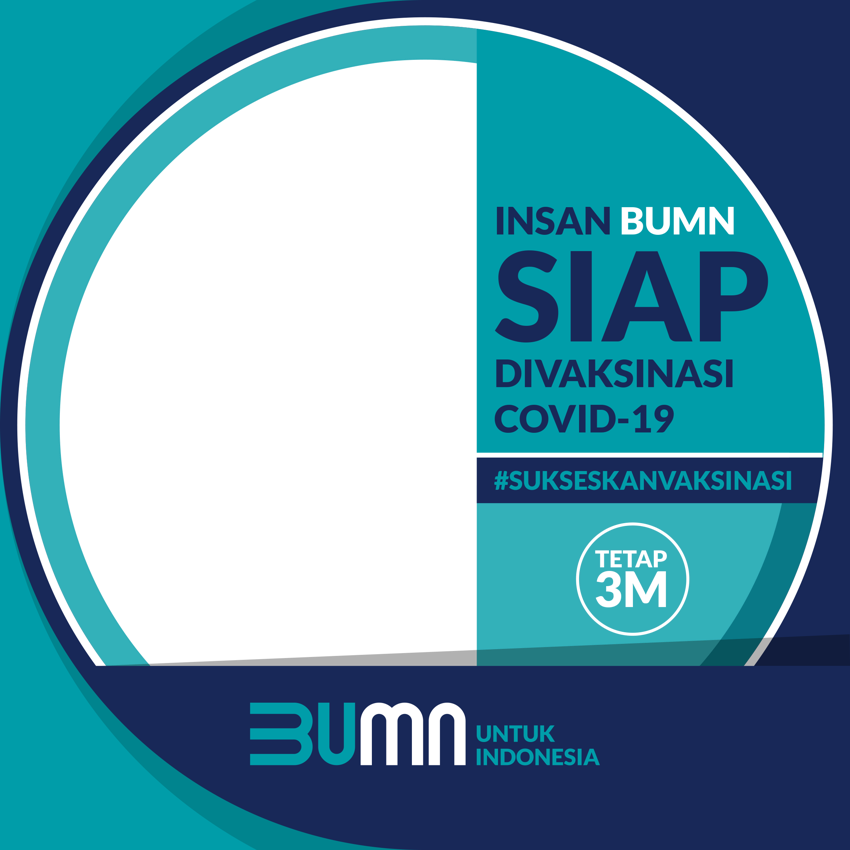 INSAN BUMN
SIAP
DIVAKSINASI
COVID-19
#SUKSESKANVAKSINASI
TETAP
3M
BUMN UNTUK
INDONESIA